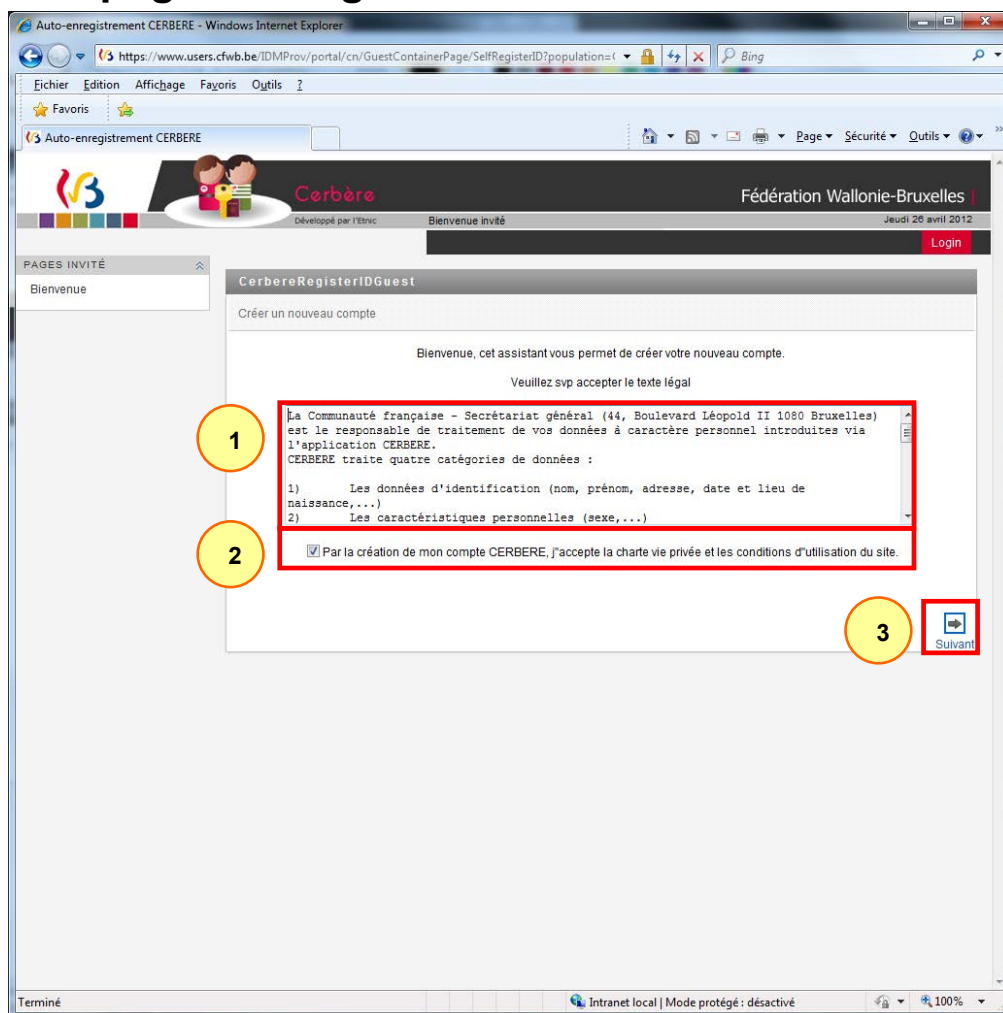 Auto-enregistrement CERBERE - Windows Internet Explorer
https://www.users.cfwb.be/IDMProv/portal/cn/GuestContainerPage/SelfRegisterID?population=(
Bing
Fichier Edition Affichage Favoris Outils ?
Favoris
Auto-enregistrement CERBERE
Page Sécurité Outils
Cerbère
Fédération Wallonie-Bruxelles |
Développé par l'Etnic
Bienvenue invité
Jeudi 26 avril 2012
Login
PAGES INVITÉ
Bienvenue
CerbereRegisterIDGuest
Créer un nouveau compte
Bienvenue, cet assistant vous permet de créer votre nouveau compte.
Veuillez svp accepter le texte légal
1
La Communauté française - Secrétariat général (44, Boulevard Léopold II 1080 Bruxelles)
est le responsable de traitement de vos données à caractère personnel introduites via
l'application CERBERE.
CERBERE traite quatre catégories de données :
1) Les données d'identification (nom, prénom, adresse, date et lieu de
naissance,...)
2) Les caractéristiques personnelles (sexe,...)
2
Par la création de mon compte CERBERE, j''accepte la charte vie privée et les conditions d''utilisation du site.
3
Suivant
Terminé
Intranet local | Mode protégé : désactivé
100%